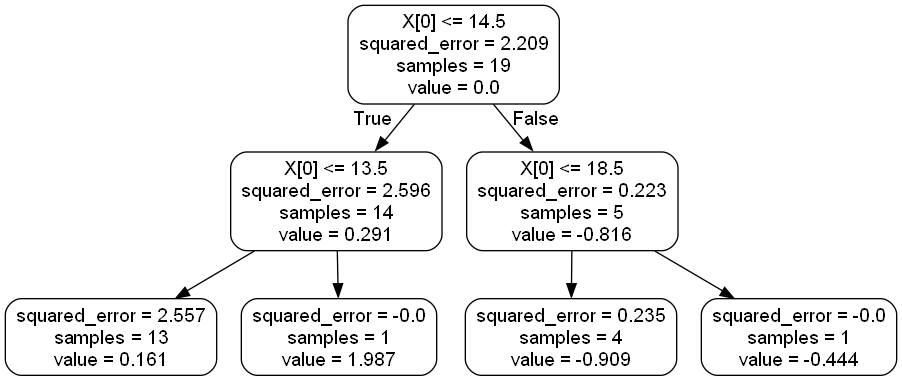 X[0] <= 14.5
squared_error = 2.209
samples = 19
value = 0.0
True
False
X[0] <= 13.5
squared_error = 2.596
samples = 14
value = 0.291
X[0] <= 18.5
squared_error = 0.223
samples = 5
value = -0.816
squared_error = 2.557
samples = 13
value = 0.161
squared_error = -0.0
samples = 1
value = 1.987
squared_error = 0.235
samples = 4
value = -0.909
squared_error = -0.0
samples = 1
value = -0.444